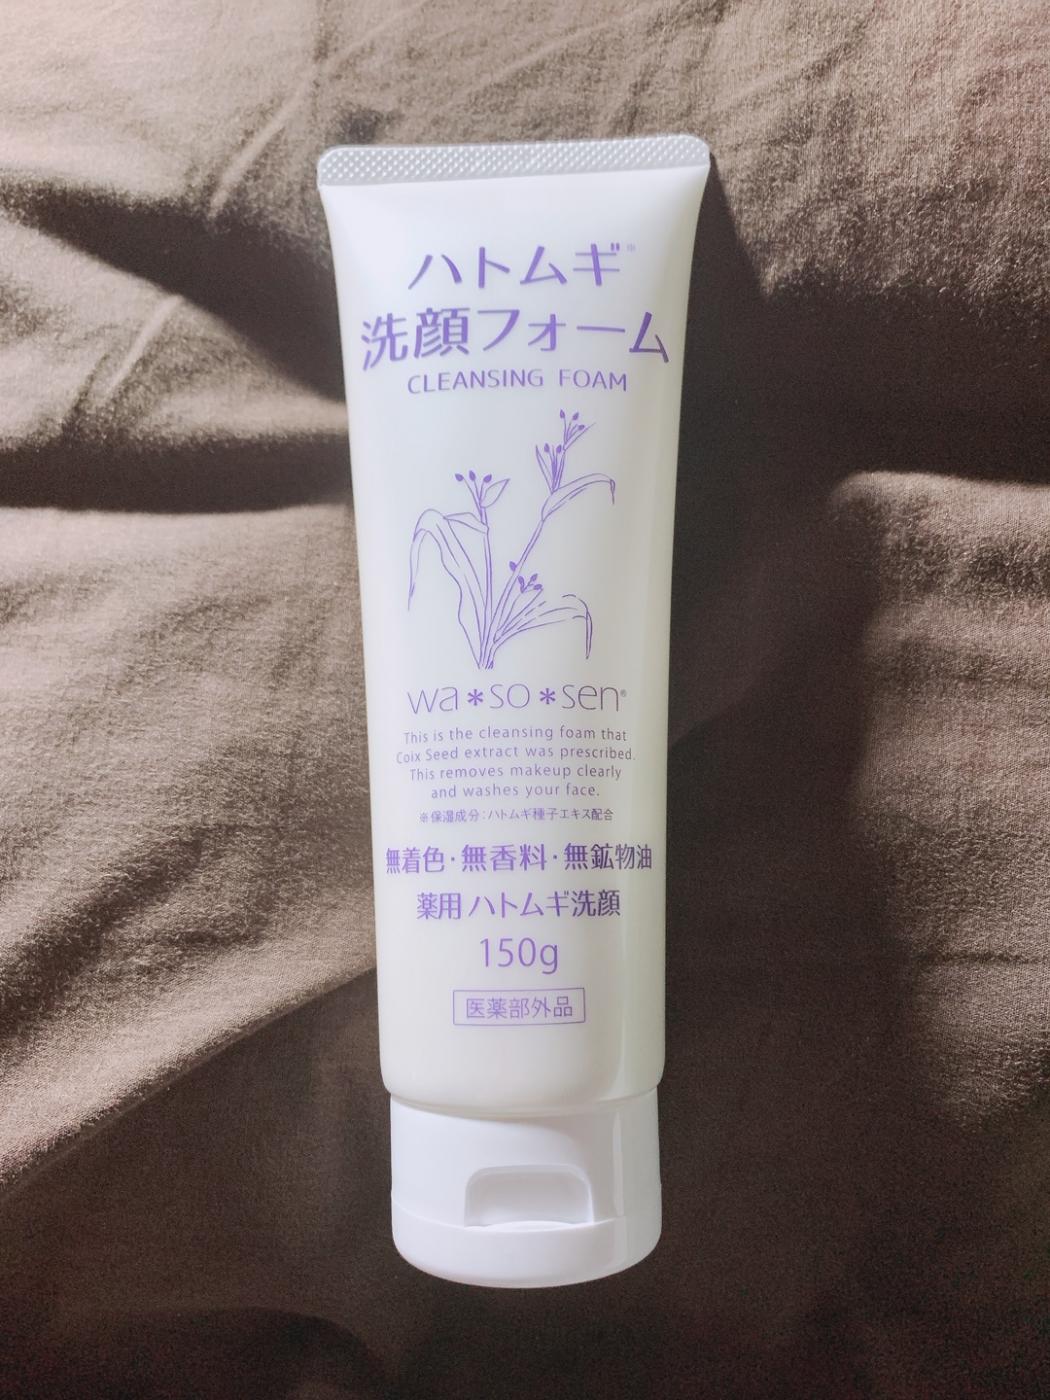 ハトムギ※
洗顔フォーム
CLEANSING FOAM
wa*so*sen®
This is the cleansing foam that
Coix Seed extract was prescribed.
This removes makeup clearly
and washes your face.
※保湿成分:ハトムギ種子エキス配合
無着色・無香料・無鉱物油
薬用 ハトムギ洗顔
150g
医薬部外品